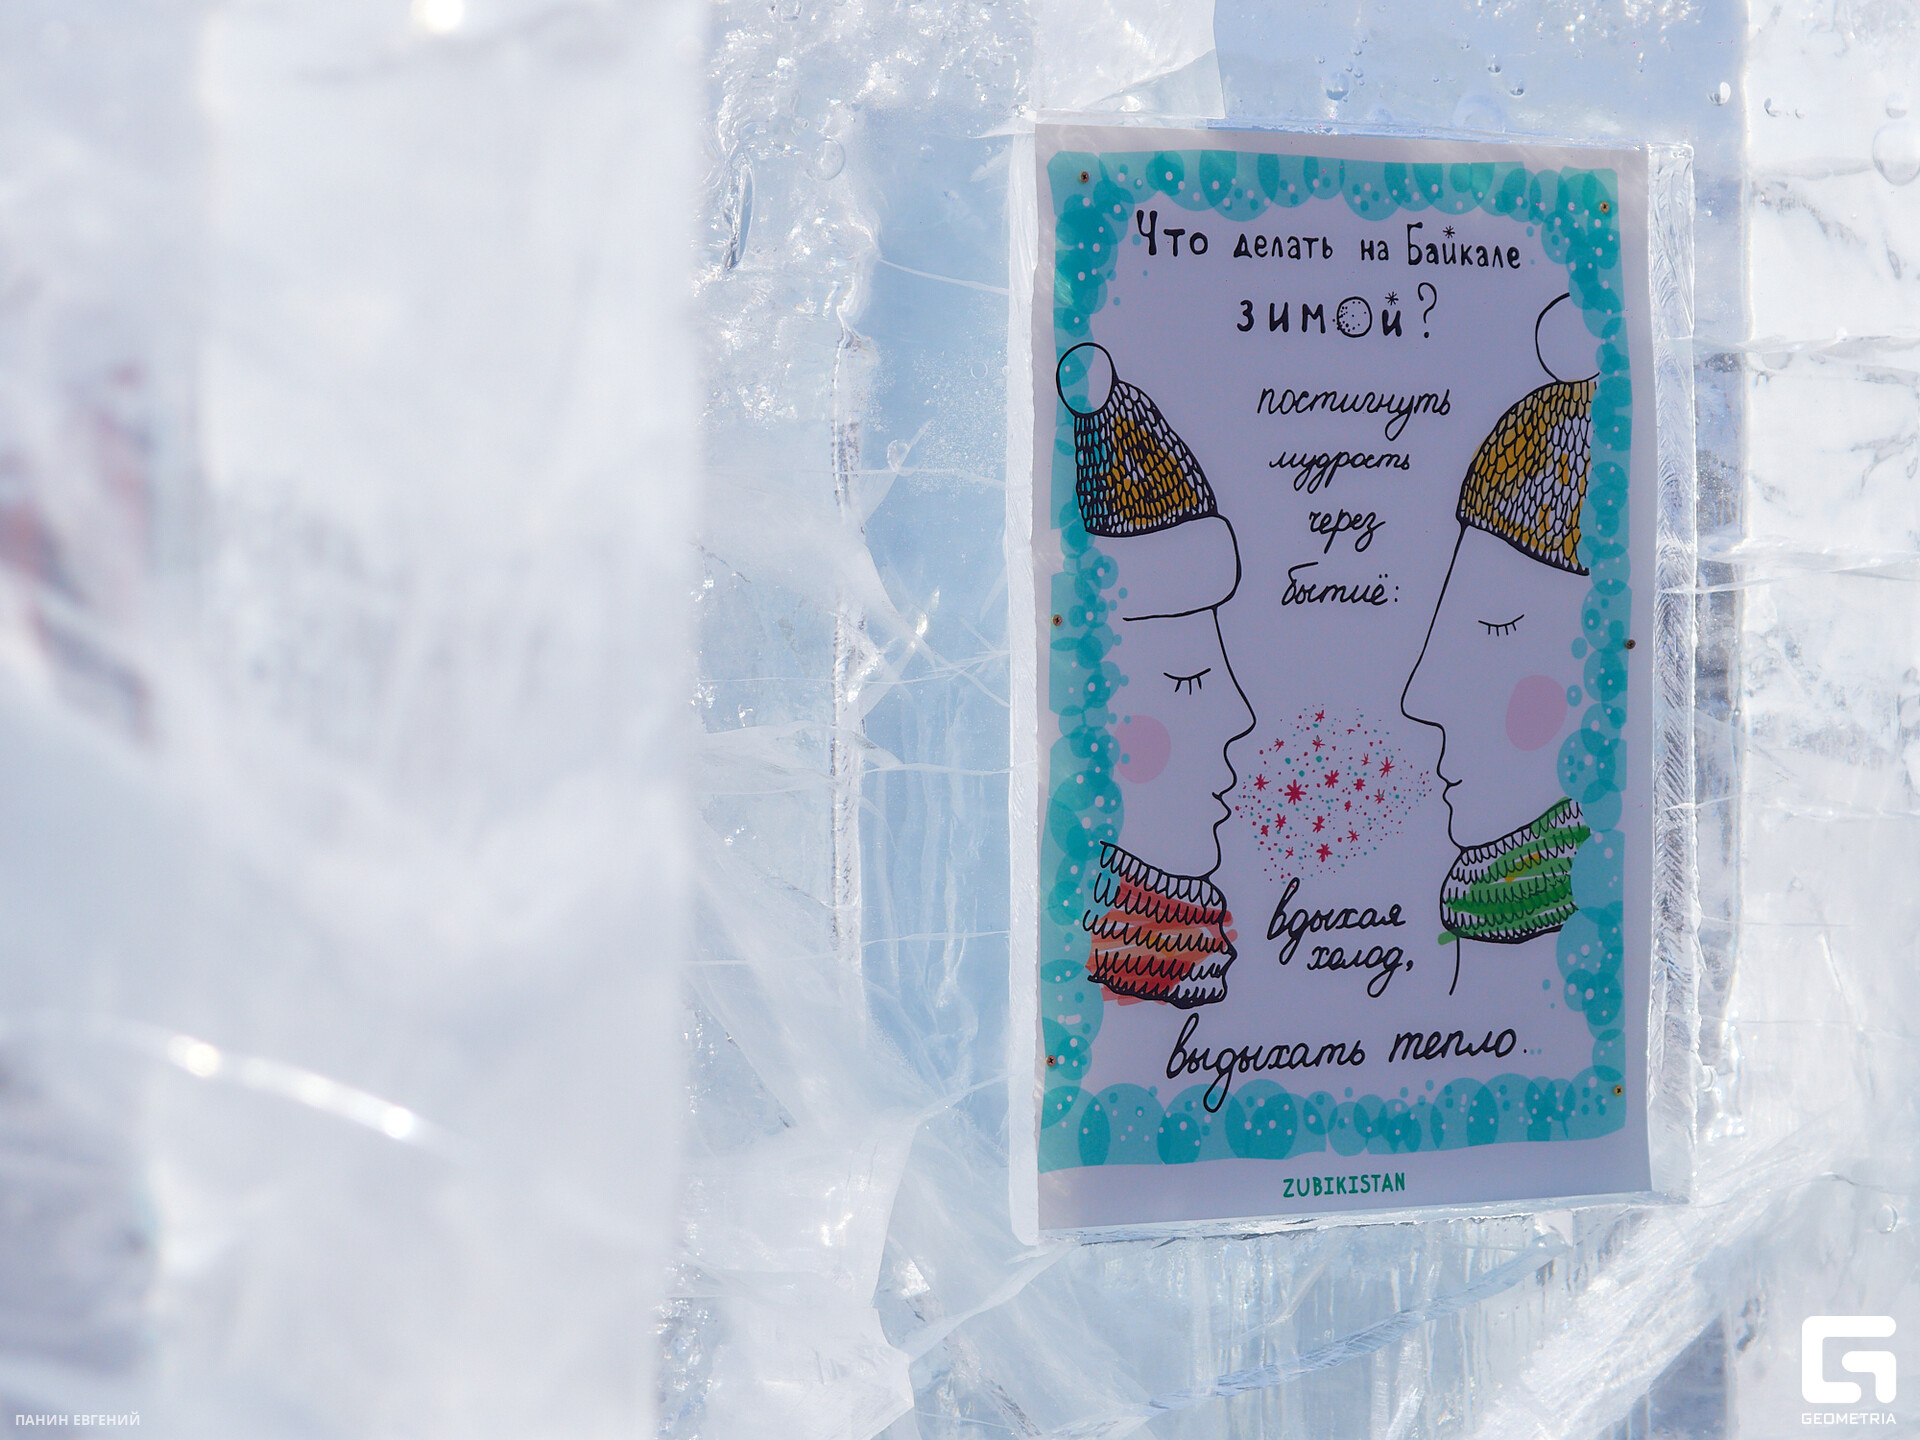 Что делать на Байкале
зимой?
постигнуть
мудрость
через
бытиё:
вдыхая
холод,
выдыхать тепло.
ZUBIKISTAN
ПАНИН ЕВГЕНИЙ
GEOMETRIA